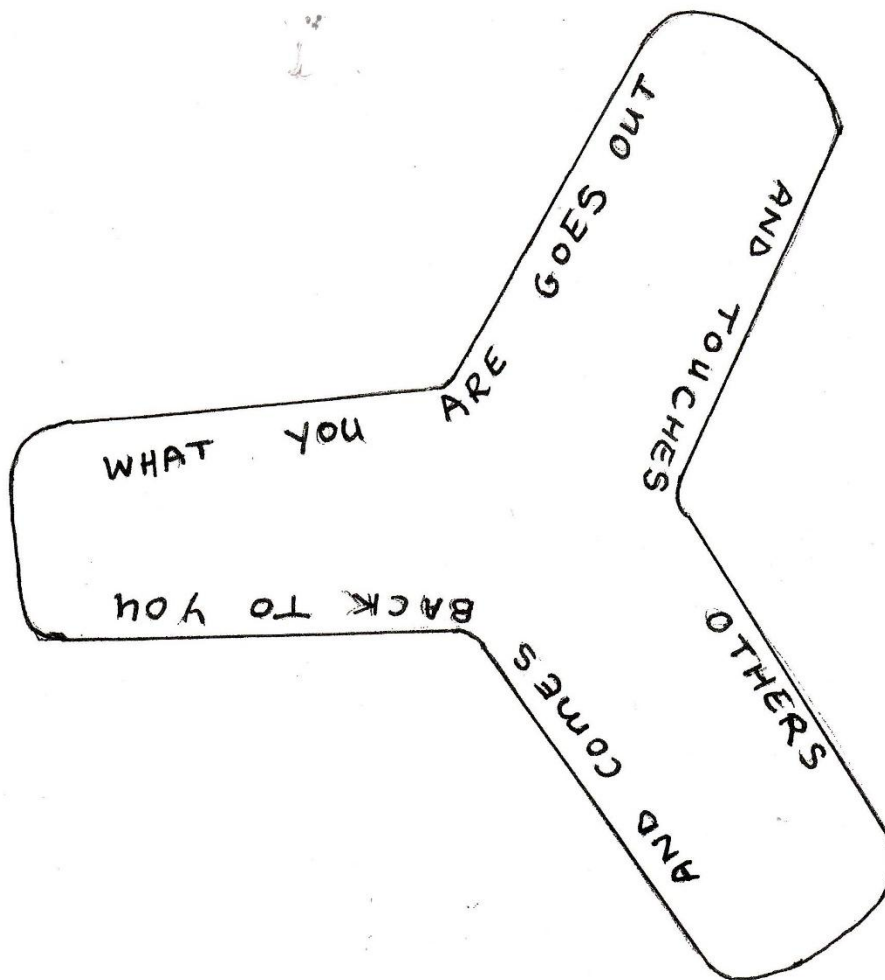 WHAT YOU ARE GOES OUT
AND TOUCHES
OTHERS
AND COMES
BACK TO YOU